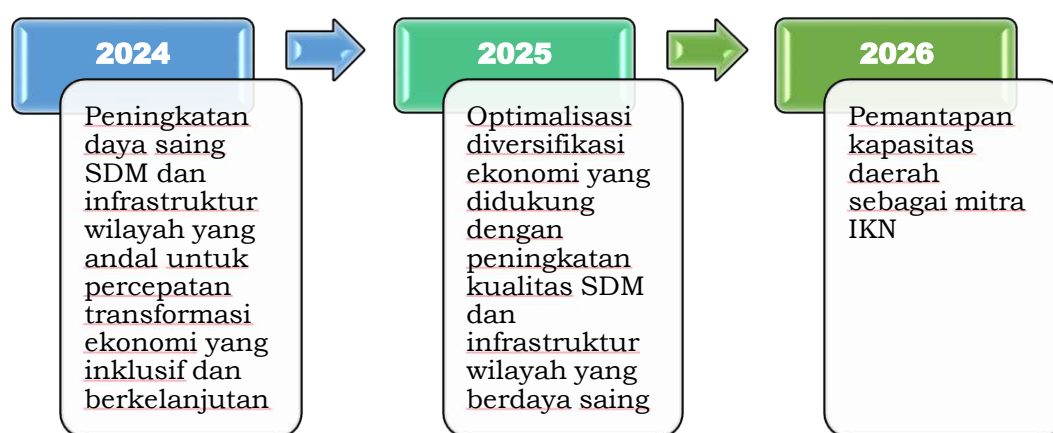 2024
Peningkatan
daya saing
SDM dan
infrastruktur
wilayah yang
andal untuk
percepatan
transformasi
ekonomi yang
inklusif dan
berkelanjutan
2025
Optimalisasi
diversifikasi
ekonomi yang
didukung
dengan
peningkatan
kualitas SDM
dan
infrastruktur
wilayah yang
berdaya saing
2026
Pemantapan
kapasitas
daerah
sebagai mitra
IKN